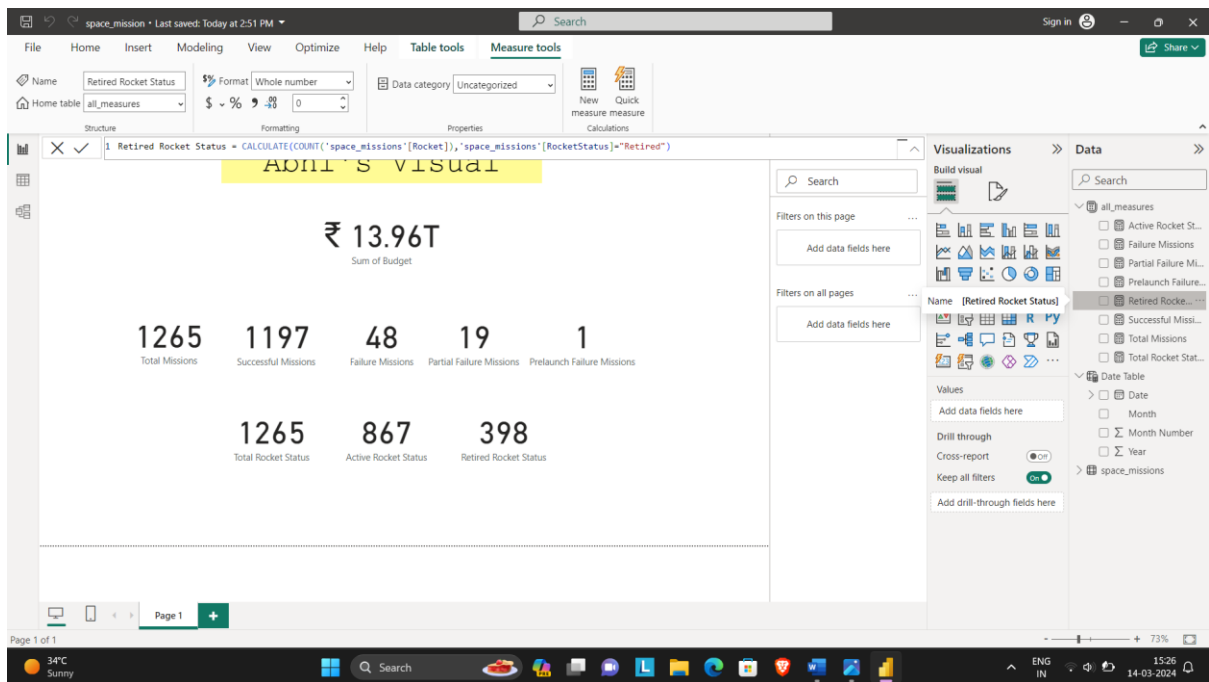 space_mission • Last saved: Today at 2:51 PM
Search
Sign in
File Home Insert Modeling View Optimize Help Table tools Measure tools
Share
Name Retired Rocket Status
Format Whole number
Data category Uncategorized
New measure
Quick measure
Home table all_measures
$ % 0
Structure Formatting Properties Calculations
1 Retired Rocket Status = CALCULATE(COUNT('space_missions'[Rocket]),'space_missions'[RocketStatus]="Retired")
Abhi's Visual
₹ 13.96T
Sum of Budget
1265 1197 48 19 1
Total Missions Successful Missions Failure Missions Partial Failure Missions Prelaunch Failure Missions
1265 867 398
Total Rocket Status Active Rocket Status Retired Rocket Status
Search
Filters on this page ...
Add data fields here
Filters on all pages ...
Add data fields here
Visualizations
Build visual
Name [Retired Rocket Status]
R Py
...
Values
Add data fields here
Drill through
Cross-report Off
Keep all filters On
Add drill-through fields here
Data
Search
all_measures
Active Rocket St...
Failure Missions
Partial Failure Mi...
Prelaunch Failure...
Retired Rocke... ...
Successful Missi...
Total Missions
Total Rocket Stat...
Date Table
Date
Month
Month Number
Year
space_missions
Page 1 +
Page 1 of 1
- + 73%
34°C
Sunny
Search
ENG
IN
15:26
14-03-2024